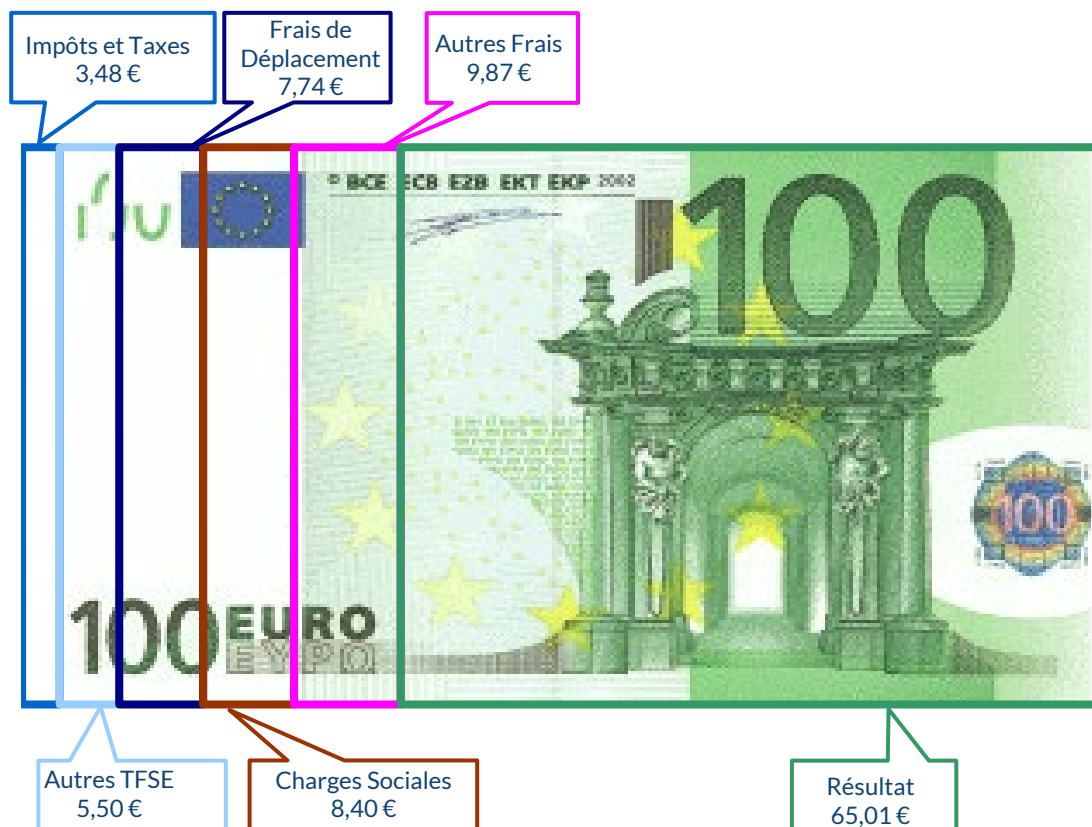 Impôts et Taxes
3,48 €
Frais de
Déplacement
7,74 €
Autres Frais
9,87 €
BCE ECB EZB EKT EKP 2002
100
100
100 EURO
ΕΥΡΩ
Autres TFSE
5,50 €
Charges Sociales
8,40 €
Résultat
65,01 €